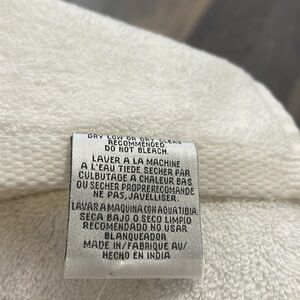 DRY LOW OR DRY CLEAN
RECOMMENDED.
DO NOT BLEACH.
LAVER A LA MACHINE
A L'EAU TIEDE SECHER PAR
CULBUTAGE A CHALEUR BAS
OU SECHER PROPRERECOMANDE
NE PAS, JAVELLISER.
LAVAR A MAQUINA CON AQUA TIBIA.
SECA BAJO O SECO LIMPIO
RECOMENDADO NO USAR
BLANQUEADOR
MADE IN/FABRIQUE AU/
HECHO EN INDIA